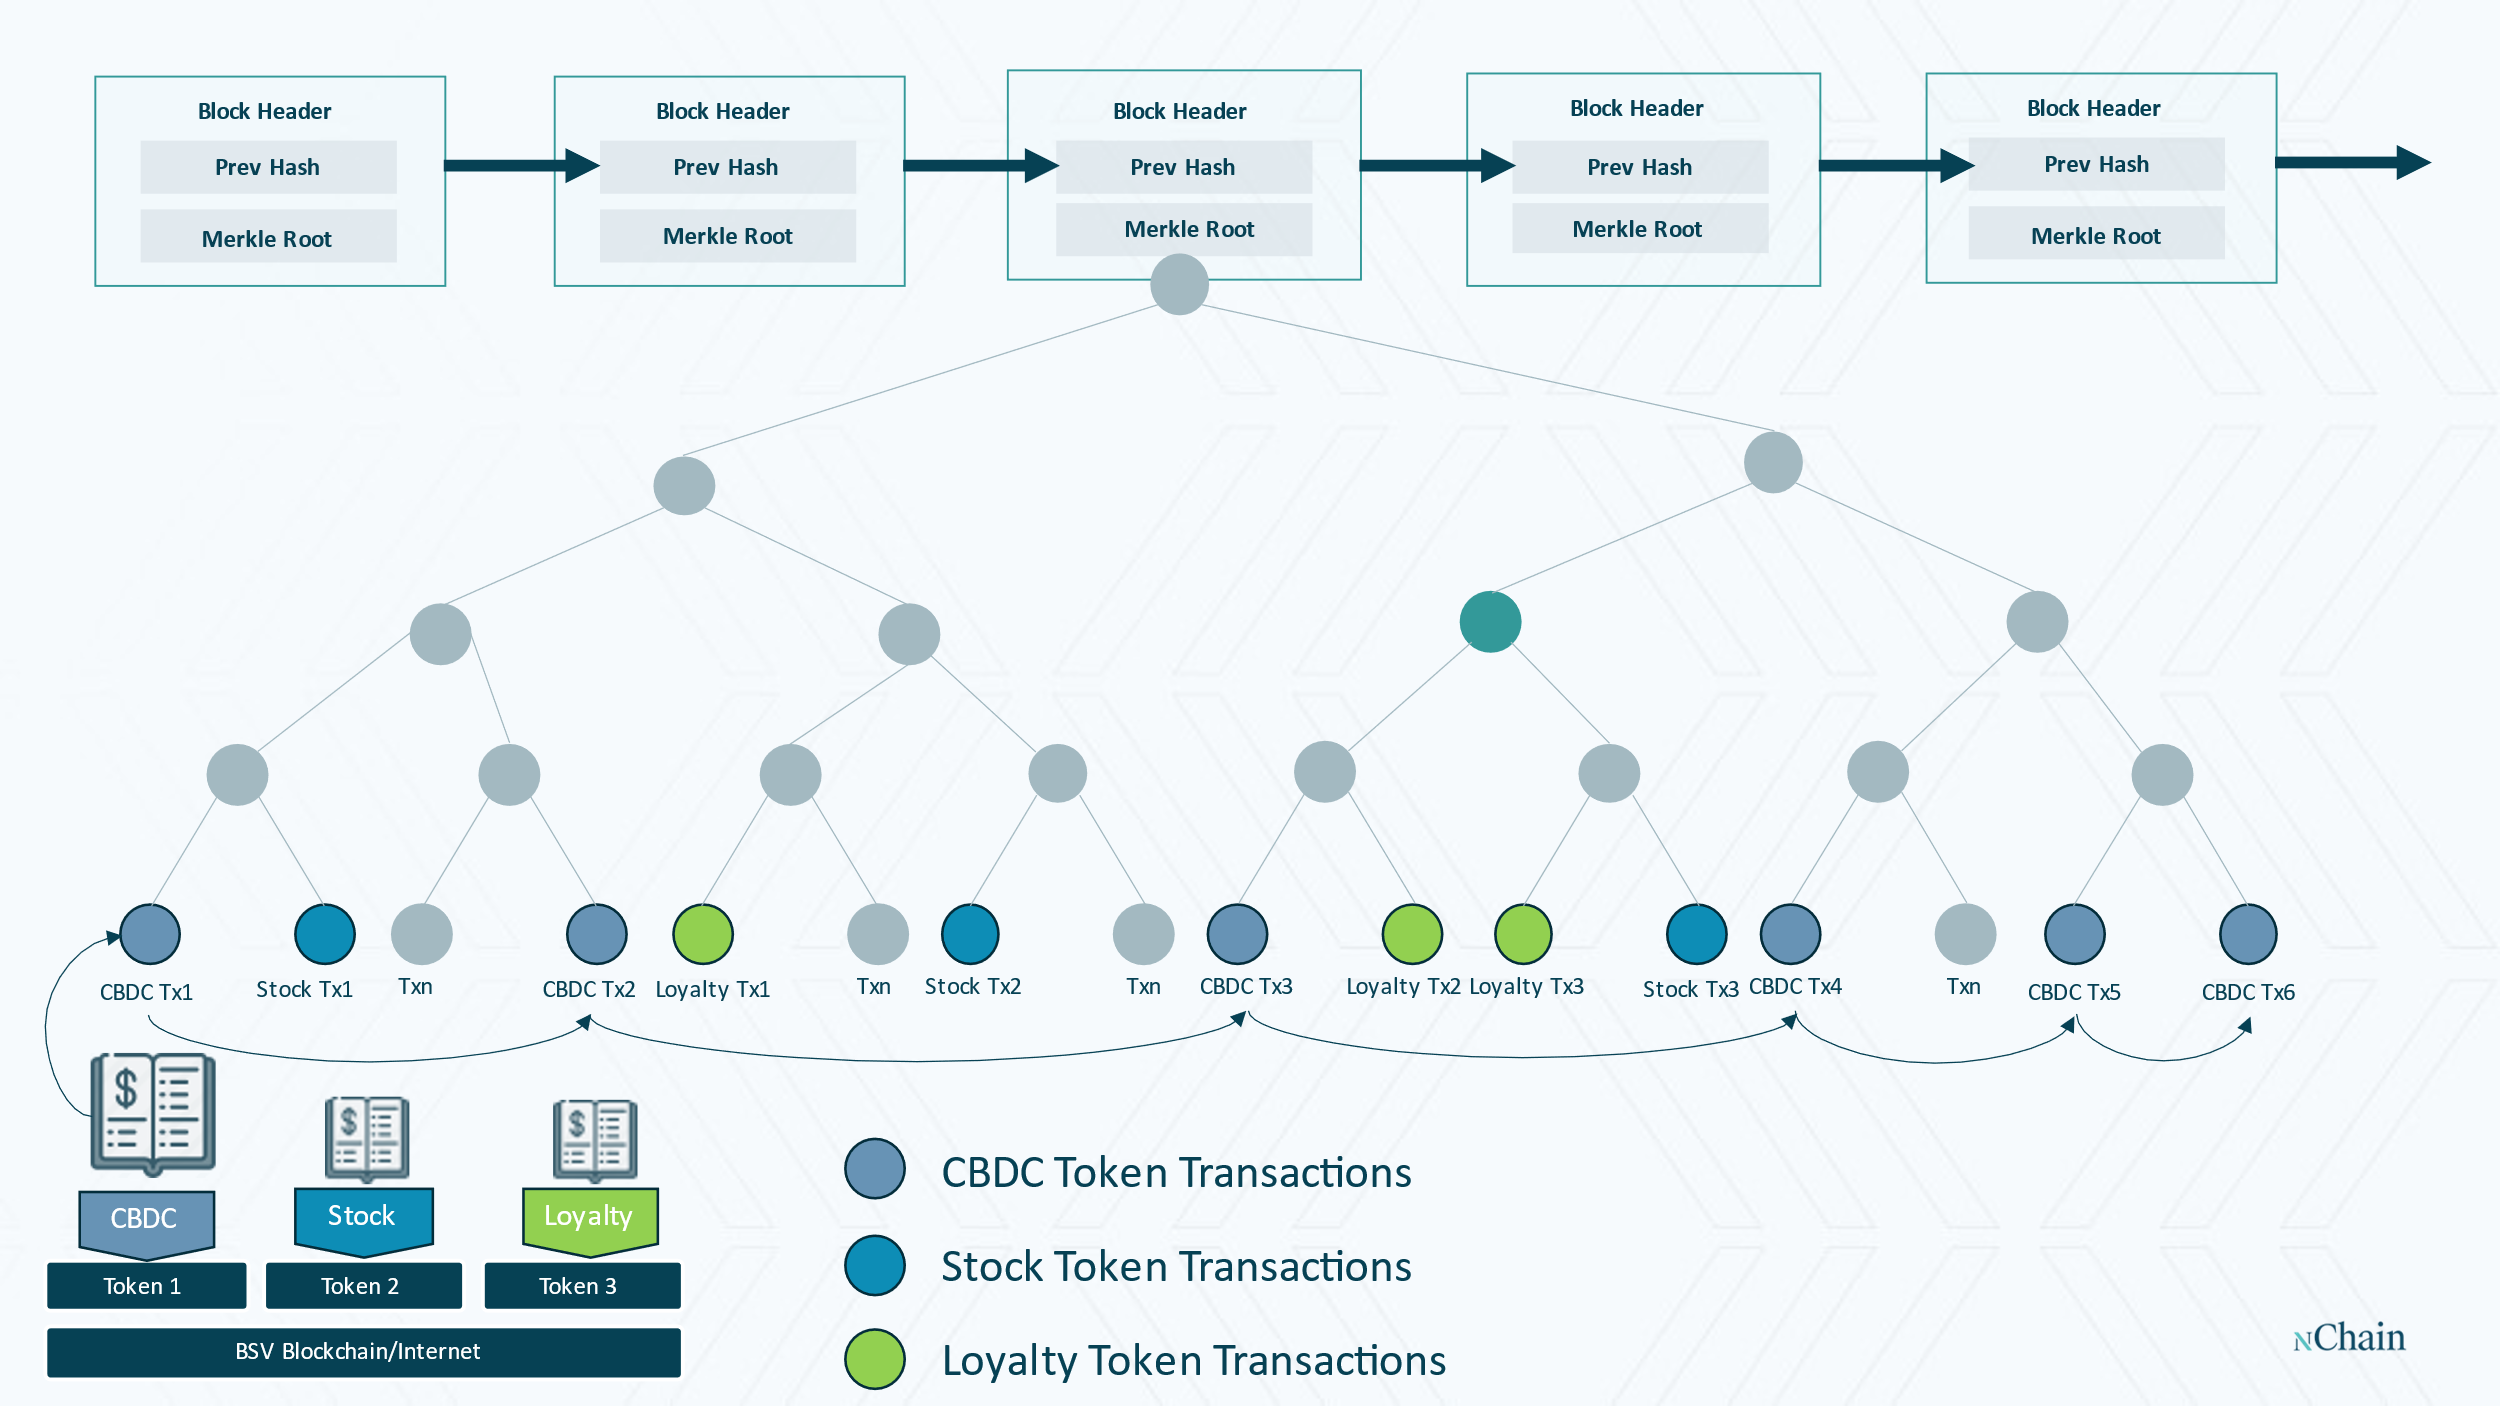 Block Header
Prev Hash
Merkle Root
Block Header
Prev Hash
Merkle Root
Block Header
Prev Hash
Merkle Root
Block Header
Prev Hash
Merkle Root
Block Header
Prev Hash
Merkle Root
CBDC Tx1
Stock Tx1
Txn
CBDC Tx2
Loyalty Tx1
Txn
Stock Tx2
Txn
CBDC Tx3
Loyalty Tx2
Loyalty Tx3
Stock Tx3
CBDC Tx4
Txn
CBDC Tx5
CBDC Tx6
$
$
$
CBDC
Stock
Loyalty
Token 1
Token 2
Token 3
BSV Blockchain/Internet
CBDC Token Transactions
Stock Token Transactions
Loyalty Token Transactions
nChain